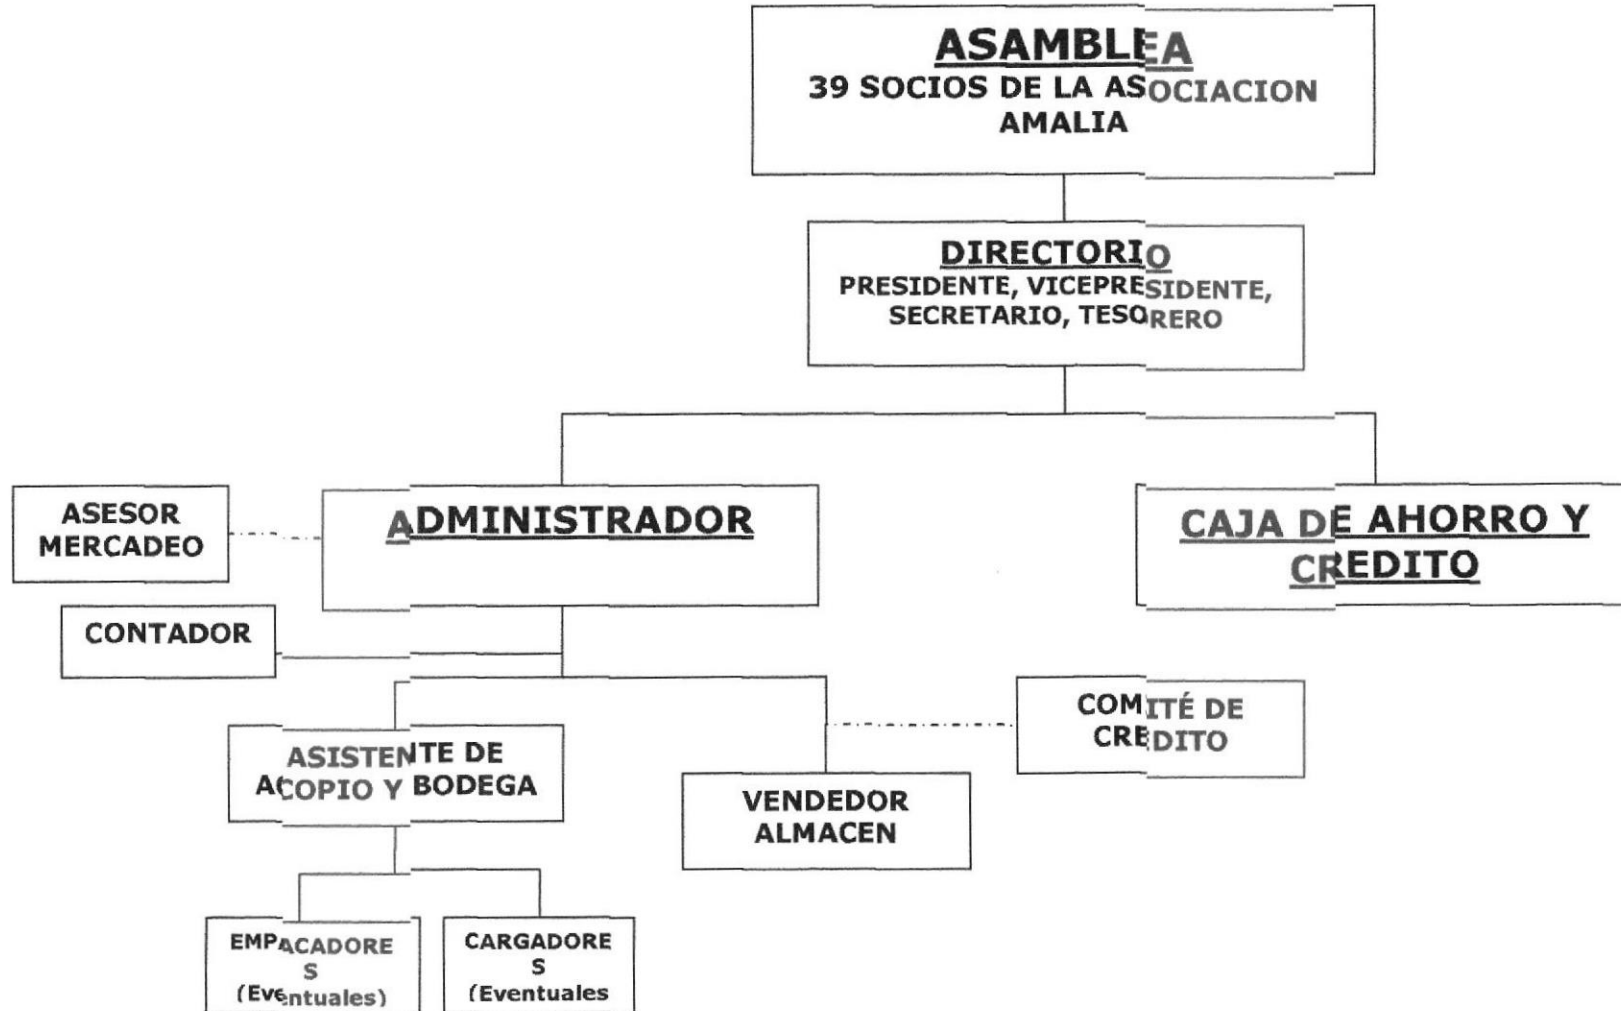 ASAMBLEA
39 SOCIOS DE LA ASOCIACION
AMALIA
DIRECTORIO
PRESIDENTE, VICEPRESIDENTE,
SECRETARIO, TESORERO
ADMINISTRADOR
CAJA DE AHORRO Y
CREDITO
ASESOR
MERCADEO
CONTADOR
COMITÉ DE
CREDITO
ASISTENTE DE
ACOPIO Y BODEGA
VENDEDOR
ALMACEN
EMPACADORE
S
(Eventuales)
CARGADORE
S
(Eventuales